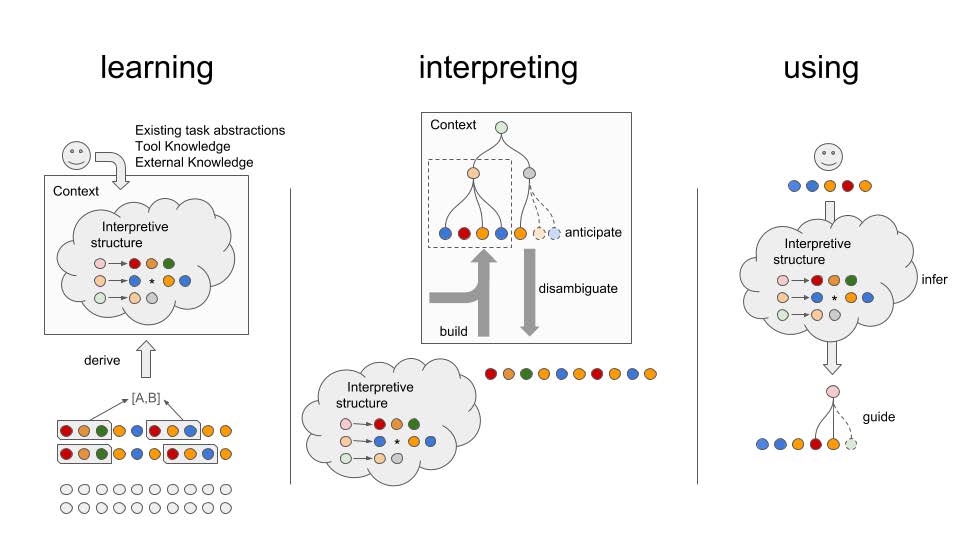 learning
Existing task abstractions
Tool Knowledge
External Knowledge
Context
Interpretive
structure
*
derive
[A,B]
interpreting
Context
anticipate
disambiguate
build
Interpretive
structure
*
using
Interpretive
structure
*
infer
guide